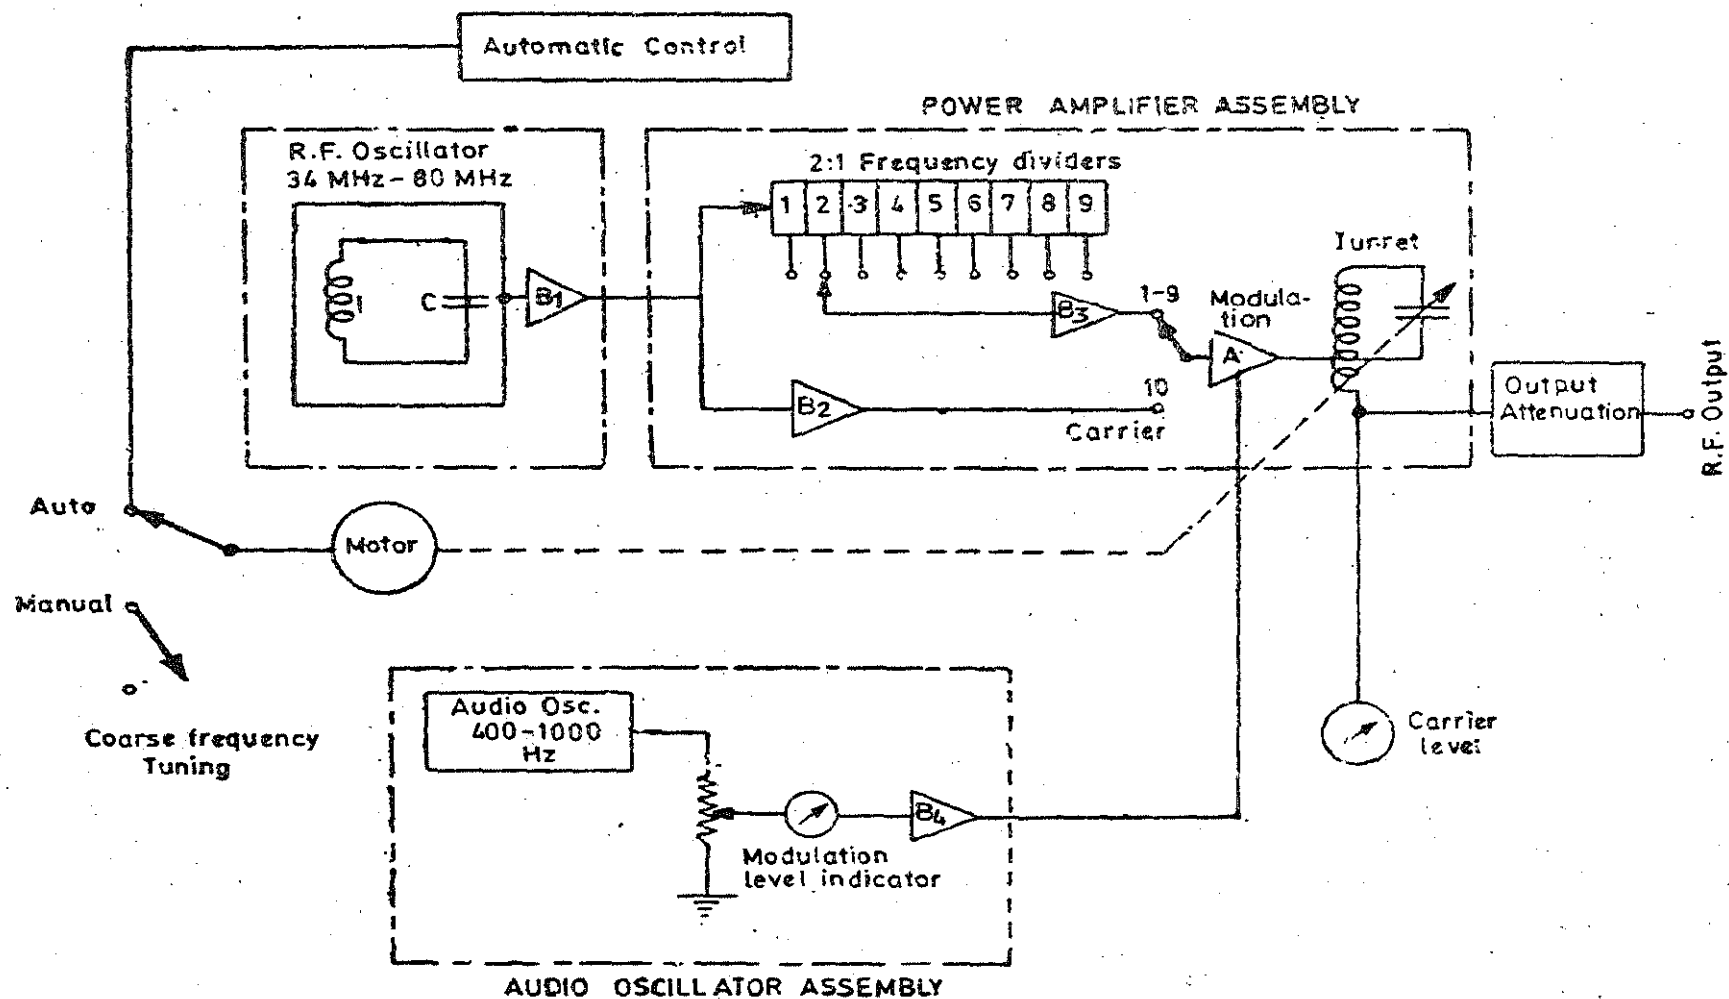 Automatic Control
POWER AMPLIFIER ASSEMBLY
R.F. Oscillator
34 MHz – 80 MHz
2:1 Frequency dividers
1 2 3 4 5 6 7 8 9
Turret
C
B1
B3
1-9
Modula-
tion
A
B2
10
Carrier
Output
Attenuation
R.F. Output
Auto
Motor
Manual
Coarse frequency
Tuning
Audio Osc.
400-1000
Hz
B4
Modulation
level indicator
Carrier
level
AUDIO OSCILLATOR ASSEMBLY